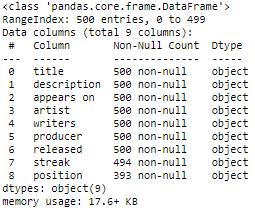 <class 'pandas.core.frame.DataFrame'>
RangeIndex: 500 entries, 0 to 499
Data columns (total 9 columns):
 #   Column       Non-Null Count  Dtype
---  ------       --------------  -----
 0   title        500 non-null    object
 1   description  500 non-null    object
 2   appears on   500 non-null    object
 3   artist       500 non-null    object
 4   writers      500 non-null    object
 5   producer     500 non-null    object
 6   released     500 non-null    object
 7   streak       494 non-null    object
 8   position     393 non-null    object
dtypes: object(9)
memory usage: 17.6+ KB